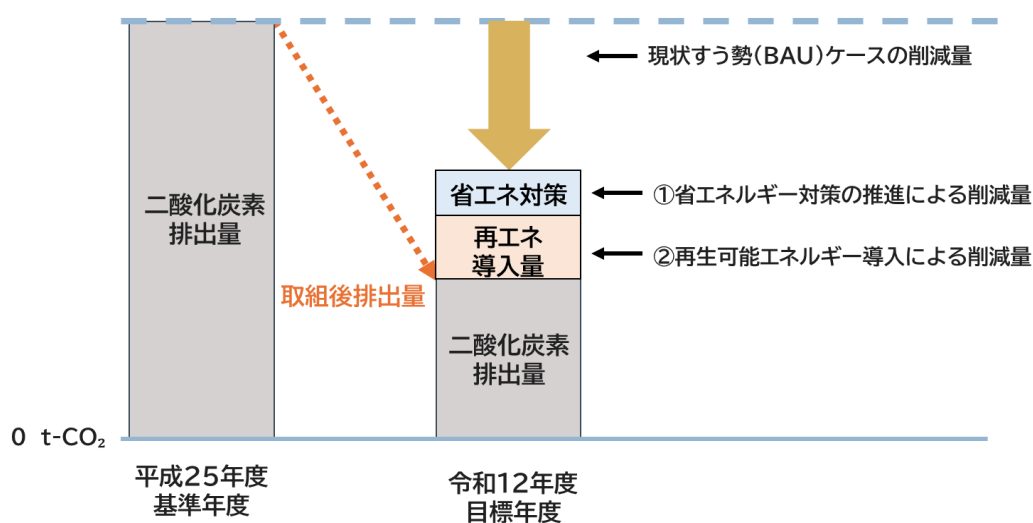 現状すう勢(BAU)ケースの削減量
二酸化炭素
排出量
省エネ対策
①省エネルギー対策の推進による削減量
再エネ
導入量
②再生可能エネルギー導入による削減量
取組後排出量
二酸化炭素
排出量
0 t-CO₂
平成25年度
基準年度
令和12年度
目標年度